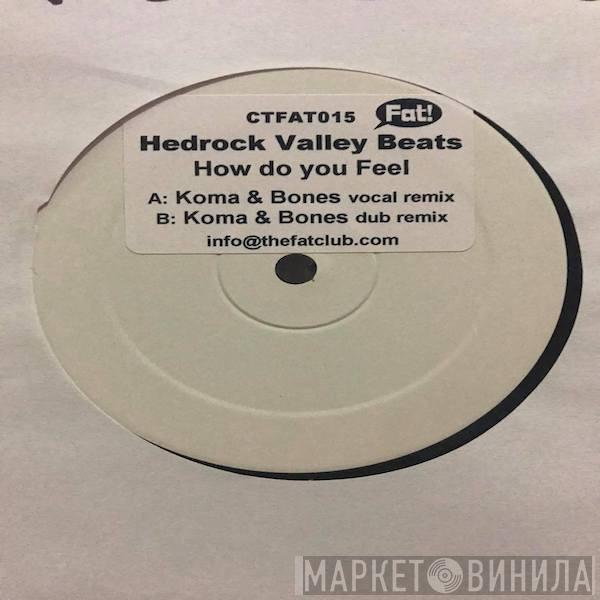 CTFAT015 Fat!
Hedrock Valley Beats
How do you Feel
A: Koma & Bones vocal remix
B: Koma & Bones dub remix
info@thefatclub.com
МАРКЕТ ВИНИЛА